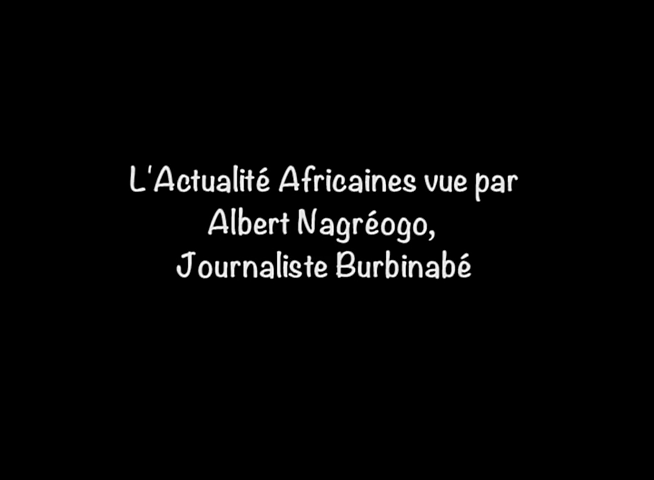 L'Actualité Africaines vue par
Albert Nagréogo,
Journaliste Burbinabé